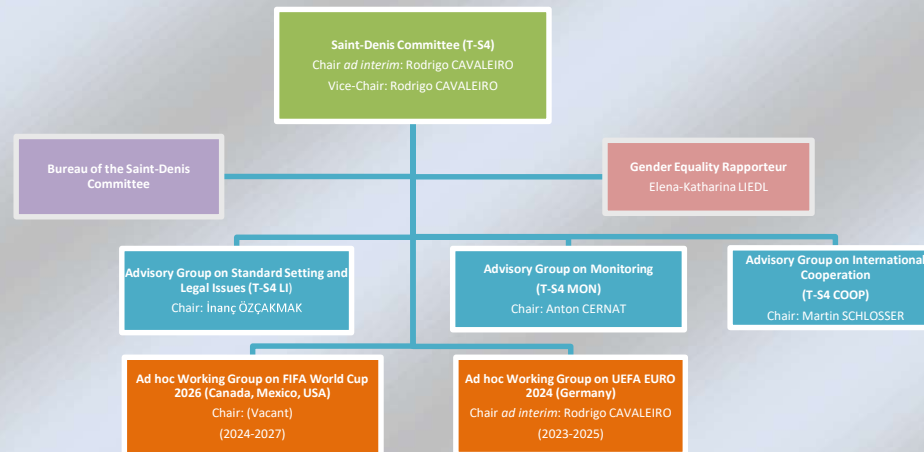 Saint-Denis Committee (T-S4)
Chair ad interim: Rodrigo CAVALEIRO
Vice-Chair: Rodrigo CAVALEIRO
Bureau of the Saint-Denis
Committee
Gender Equality Rapporteur
Elena-Katharina LIEDL
Advisory Group on Standard Setting and
Legal Issues (T-S4 LI)
Chair: İnanç ÖZÇAKMAK
Advisory Group on Monitoring
(T-S4 MON)
Chair: Anton CERNAT
Advisory Group on International
Cooperation
(T-S4 COOP)
Chair: Martin SCHLOSSER
Ad hoc Working Group on FIFA World Cup
2026 (Canada, Mexico, USA)
Chair: (Vacant)
(2024-2027)
Ad hoc Working Group on UEFA EURO
2024 (Germany)
Chair ad interim: Rodrigo CAVALEIRO
(2023-2025)